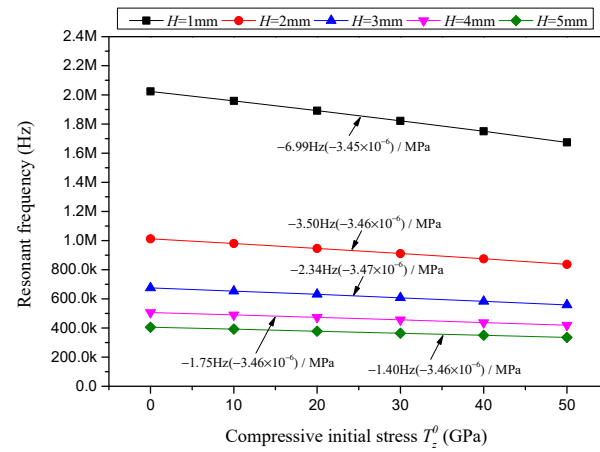 H=1mm H=2mm H=3mm H=4mm H=5mm
2.4M
2.2M
2.0M
1.8M
1.6M
1.4M
1.2M
1.0M
800.0k
600.0k
400.0k
200.0k
0.0
Resonant frequency (Hz)
−6.99Hz(−3.45×10⁻⁶) / MPa
−3.50Hz(−3.46×10⁻⁶) / MPa
−2.34Hz(−3.47×10⁻⁶) / MPa
−1.75Hz(−3.46×10⁻⁶) / MPa
−1.40Hz(−3.46×10⁻⁶) / MPa
0 10 20 30 40 50
Compressive initial stress T_z^0 (GPa)